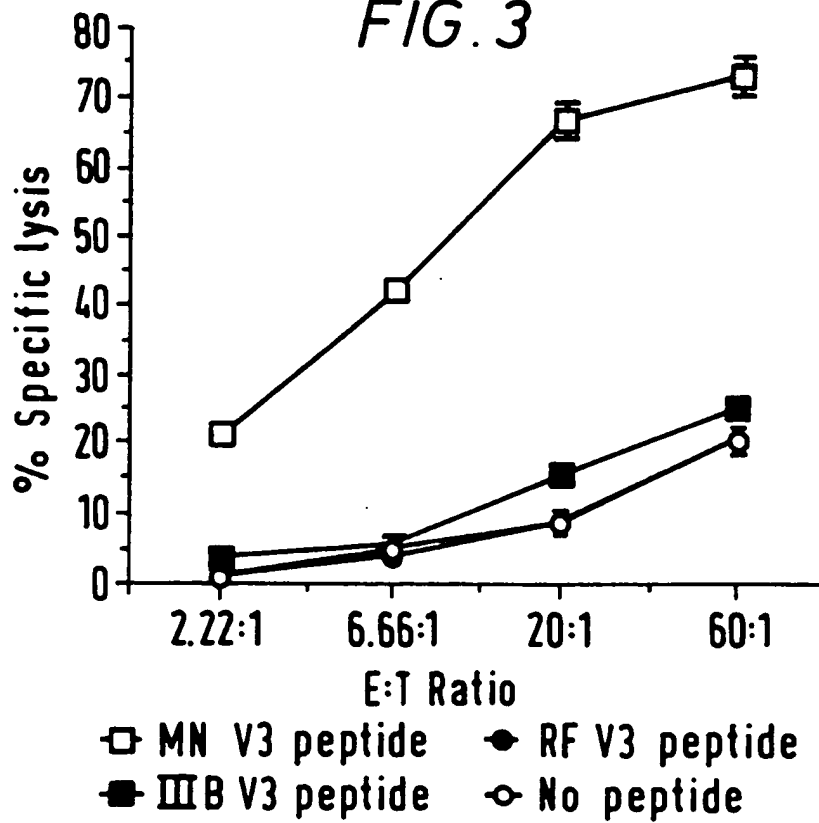 FIG. 3
80
70
60
50
40
30
20
10
0
% Specific lysis
2.22:1 6.66:1 20:1 60:1
E:T Ratio
MN V3 peptide
RF V3 peptide
IIIB V3 peptide
No peptide